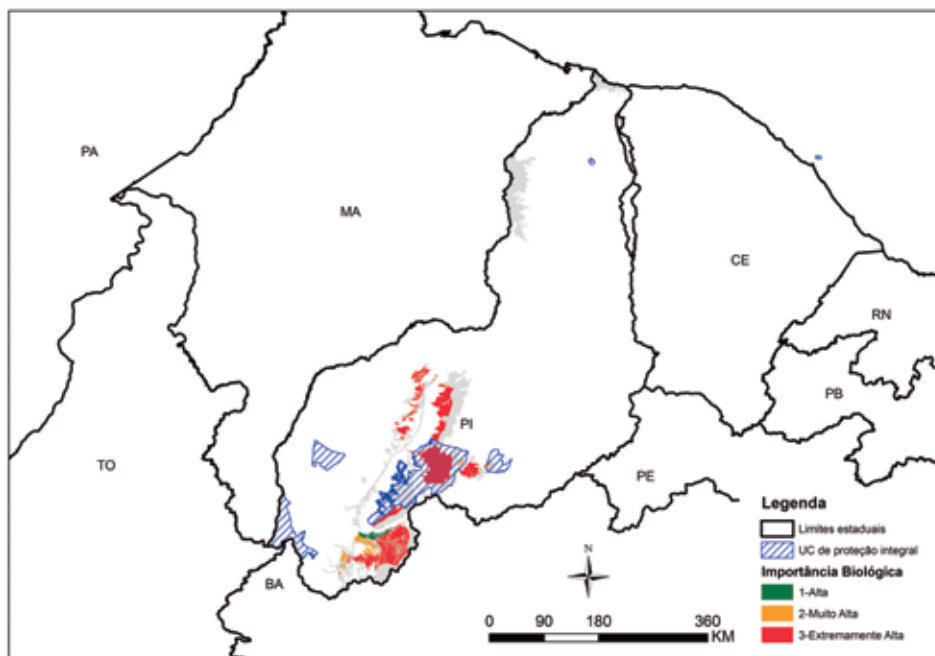 PA
MA
CE
RN
PB
PI
TO
PE
BA
N
Legenda
Limites estaduais
UC de proteção integral
Importância Biológica
1-Alta
2-Muito Alta
3-Extremamente Alta
0 90 180 360
KM